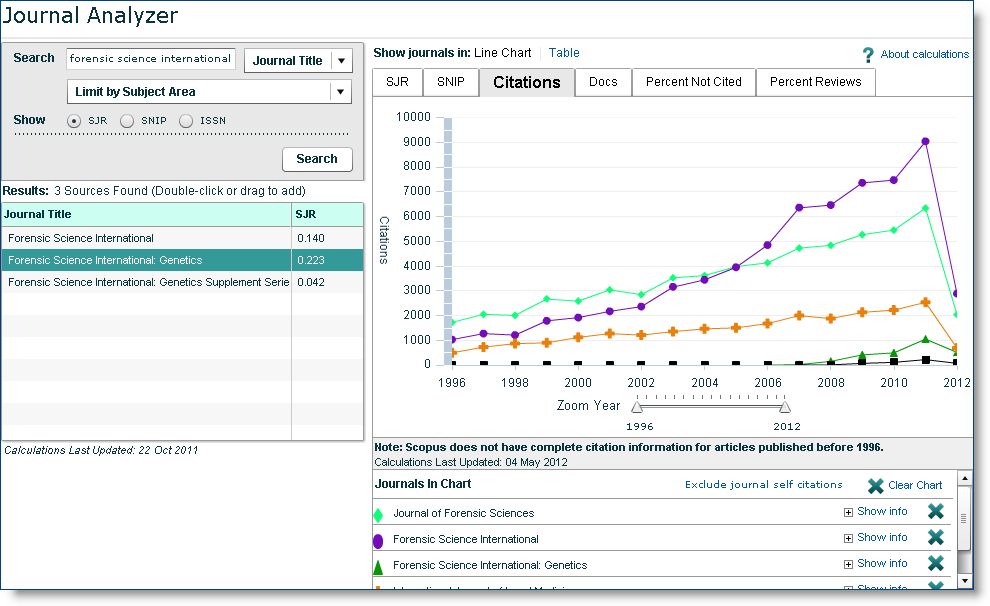 Journal Analyzer
Search forensic science international Journal Title
Limit by Subject Area
Show SJR SNIP ISSN
Search
Results: 3 Sources Found (Double-click or drag to add)
Journal Title SJR
Forensic Science International 0.140
Forensic Science International: Genetics 0.223
Forensic Science International: Genetics Supplement Serie 0.042
Calculations Last Updated: 22 Oct 2011
Show journals in: Line Chart Table
? About calculations
SJR SNIP Citations Docs Percent Not Cited Percent Reviews
Citations
10000
9000
8000
7000
6000
5000
4000
3000
2000
1000
0
1996 1998 2000 2002 2004 2006 2008 2010 2012
Zoom Year
1996 2012
Note: Scopus does not have complete citation information for articles published before 1996.
Calculations Last Updated: 04 May 2012
Journals In Chart Exclude journal self citations Clear Chart
Journal of Forensic Sciences Show info
Forensic Science International Show info
Forensic Science International: Genetics Show info
Show info